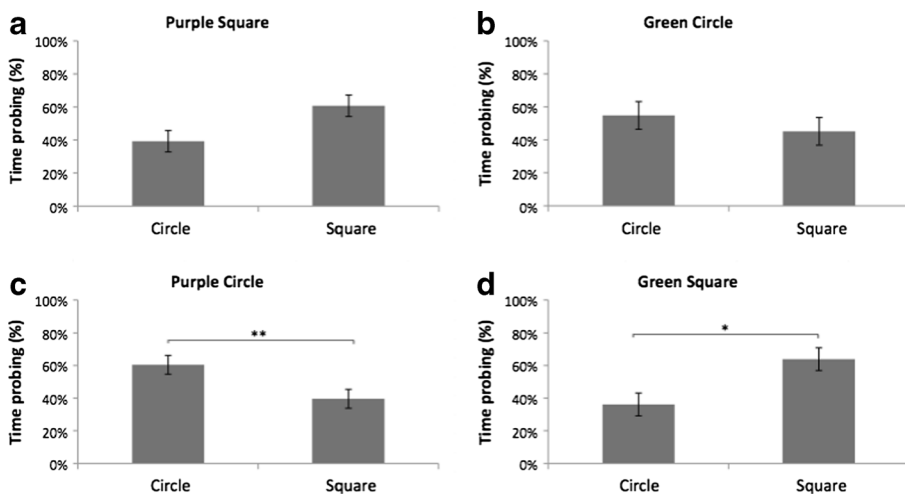 a
Purple Square
Time probing (%)
100%
80%
60%
40%
20%
0%
Circle Square
b
Green Circle
Time probing (%)
100%
80%
60%
40%
20%
0%
Circle Square
c
Purple Circle
Time probing (%)
100%
80%
60%
40%
20%
0%
**
Circle Square
d
Green Square
Time probing (%)
100%
80%
60%
40%
20%
0%
*
Circle Square